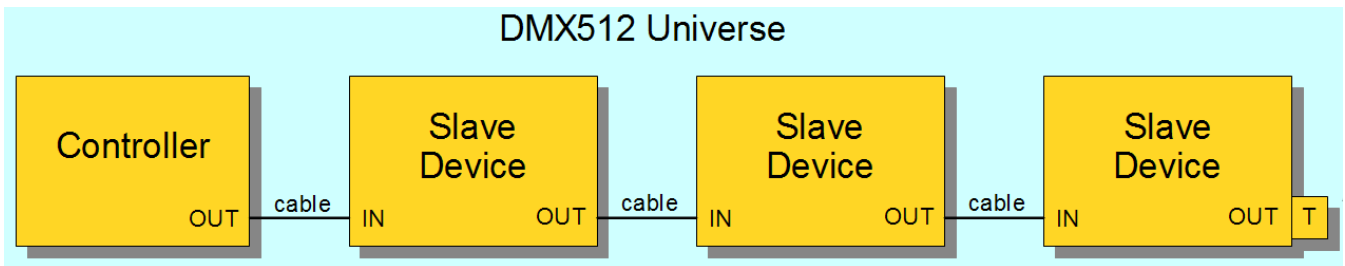 DMX512 Universe
Controller
OUT
cable
Slave
Device
IN
OUT
cable
Slave
Device
IN
OUT
cable
Slave
Device
IN
OUT
T